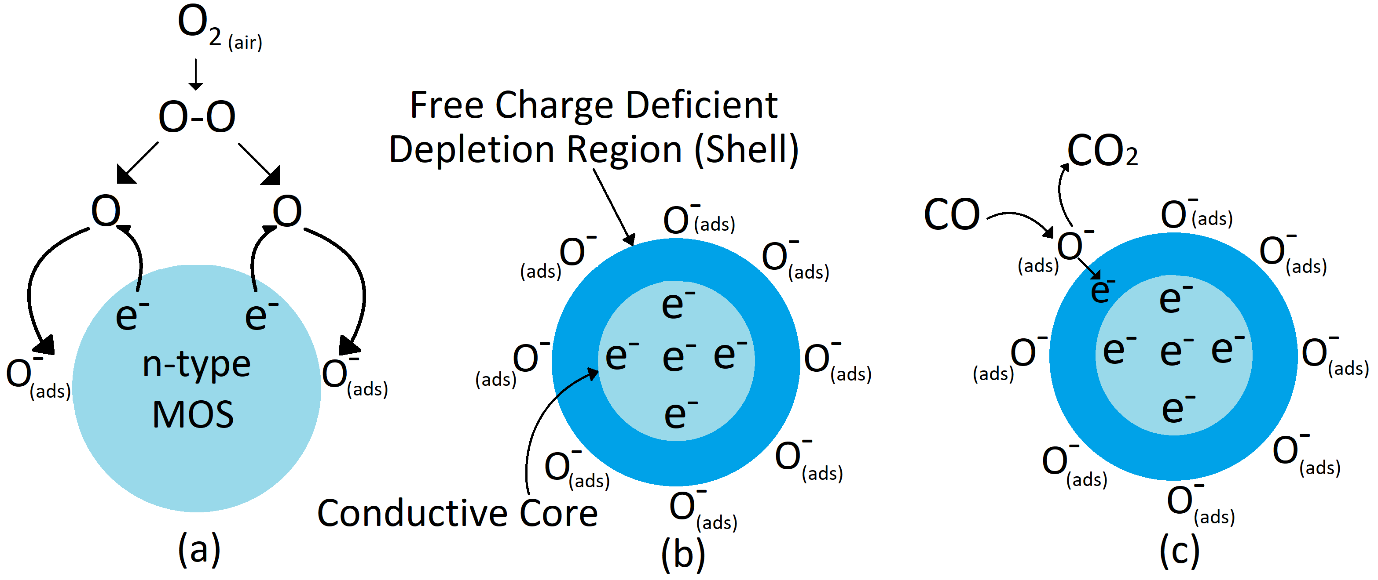 O2 (air)
O-O
O O
e⁻ e⁻
O⁻(ads) O⁻(ads)
n-type
MOS
(a)
Free Charge Deficient
Depletion Region (Shell)
O⁻(ads)
(ads)O⁻ O⁻(ads)
e⁻
(ads)O⁻ e⁻ e⁻ e⁻ O⁻(ads)
e⁻
O⁻(ads) O⁻(ads)
O⁻(ads)
Conductive Core
(b)
CO2
CO
O⁻(ads)
(ads)O⁻ O⁻(ads)
e⁻ e⁻
(ads)O⁻ e⁻ e⁻ e⁻ O⁻(ads)
e⁻
O⁻(ads) O⁻(ads)
O⁻(ads)
(c)